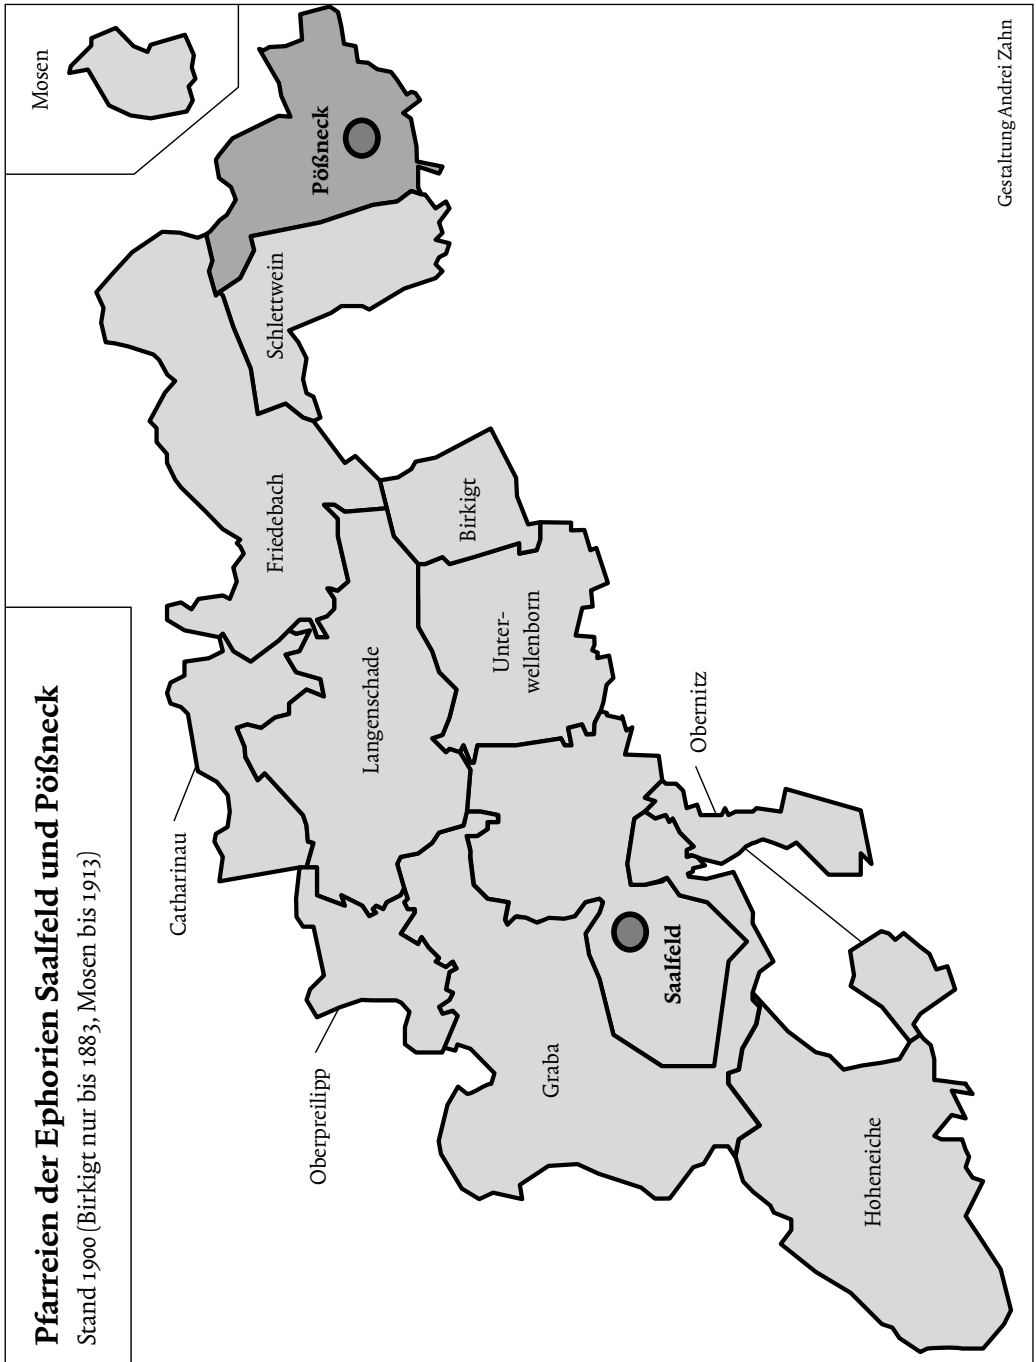 Pfarreien der Ephorien Saalfeld und Pößneck
Stand 1900 (Birkigt nur bis 1883, Mosen bis 1913)
Mosen
Catharinau
Oberpreilipp
Friedebach
Schlettwein
Pößneck
Langenschade
Birkigt
Unter-
wellenborn
Graba
Saalfeld
Obernitz
Hoheneiche
Gestaltung Andrei Zahn